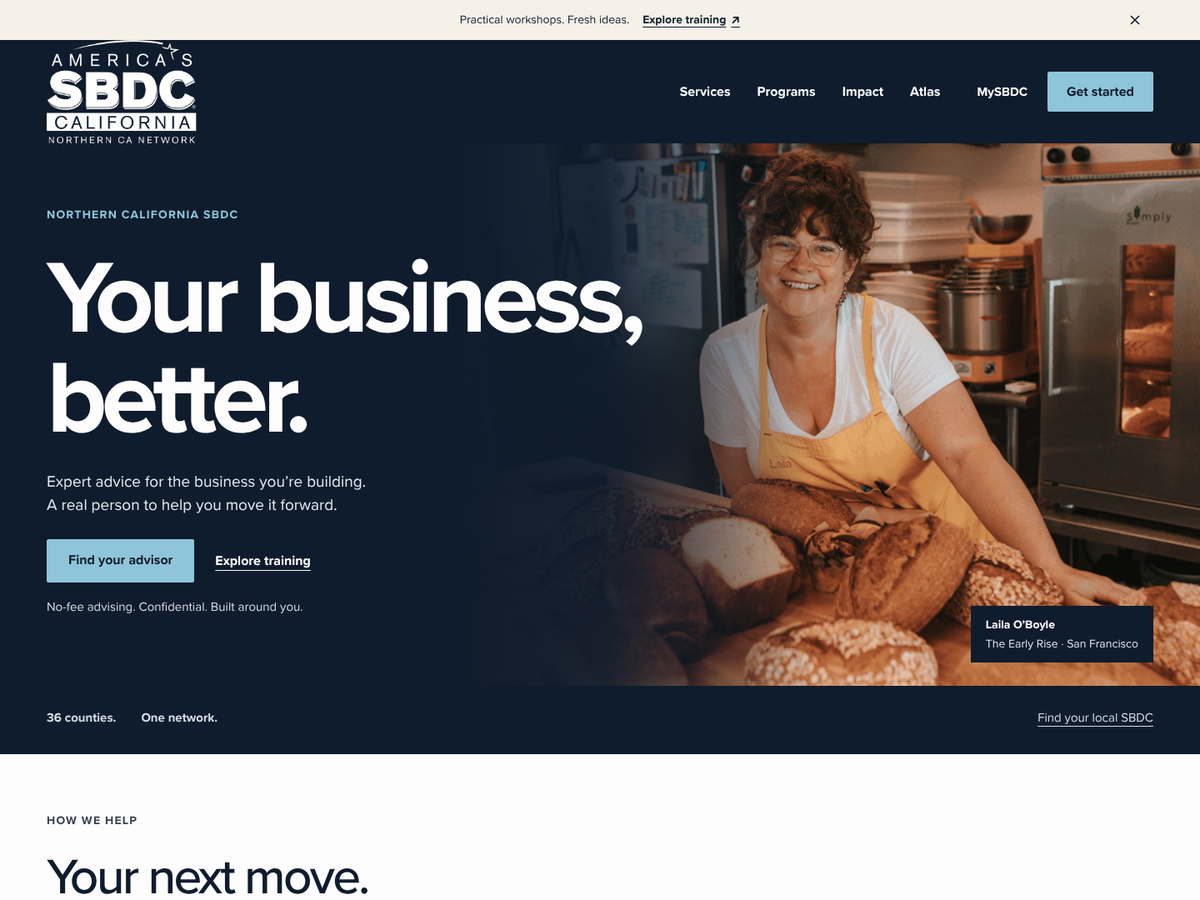 Practical workshops. Fresh ideas. Explore training
AMERICA'S
SBDC
CALIFORNIA
NORTHERN CA NETWORK
Services Programs Impact Atlas MySBDC Get started
NORTHERN CALIFORNIA SBDC
Your business,
better.
Expert advice for the business you’re building.
A real person to help you move it forward.
Find your advisor Explore training
No-fee advising. Confidential. Built around you.
Simply
Laila
Laila O’Boyle
The Early Rise · San Francisco
36 counties. One network. Find your local SBDC
HOW WE HELP
Your next move.